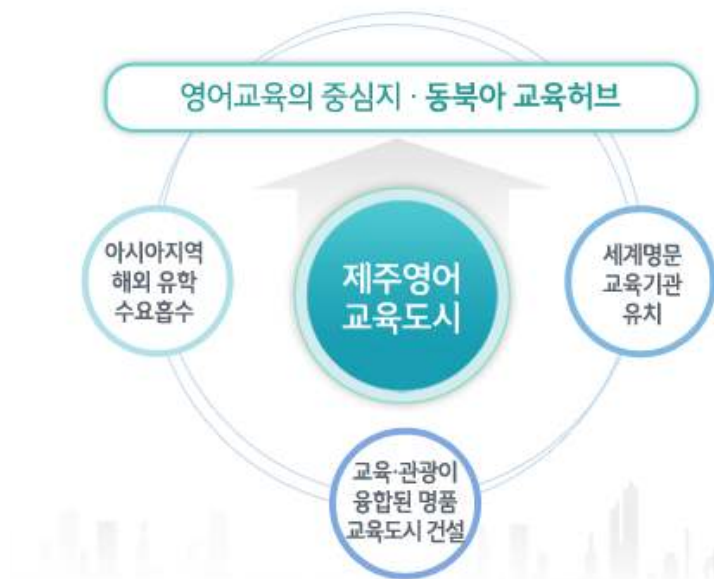 영어교육의 중심지 · 동북아 교육허브
아시아지역
해외 유학
수요흡수
제주영어
교육도시
세계명문
교육기관
유치
교육·관광이
융합된 명품
교육도시 건설